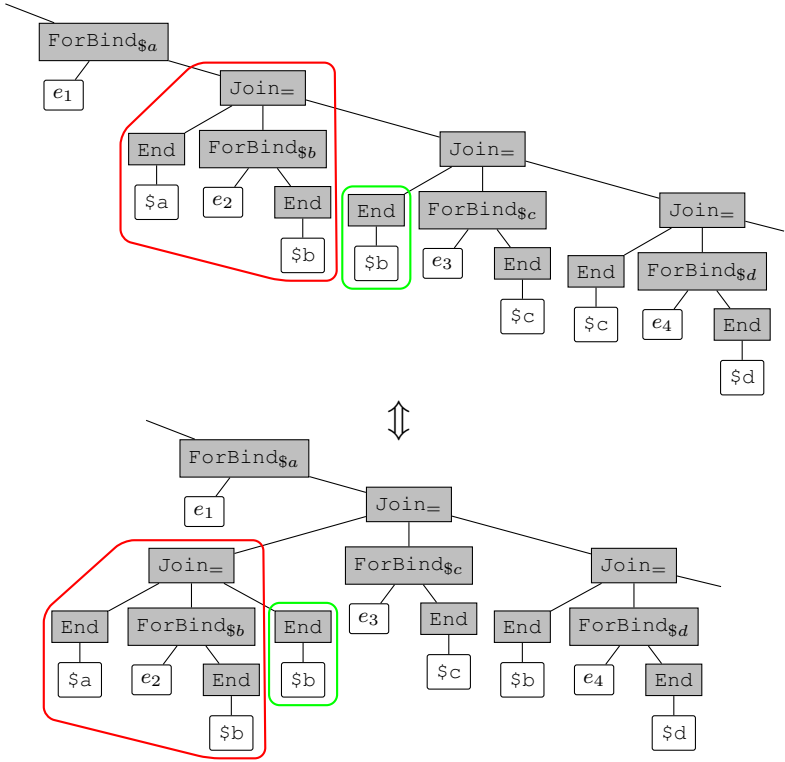 ForBind$a
e1
Join=
End
ForBind$b
Join=
$a
e2
End
End
ForBind$c
Join=
$b
$b
e3
End
End
ForBind$d
$c
$c
e4
End
$d
⇕
ForBind$a
e1
Join=
Join=
ForBind$c
Join=
End
ForBind$b
End
e3
End
End
ForBind$d
$a
e2
End
$b
$c
$b
e4
End
$b
$d